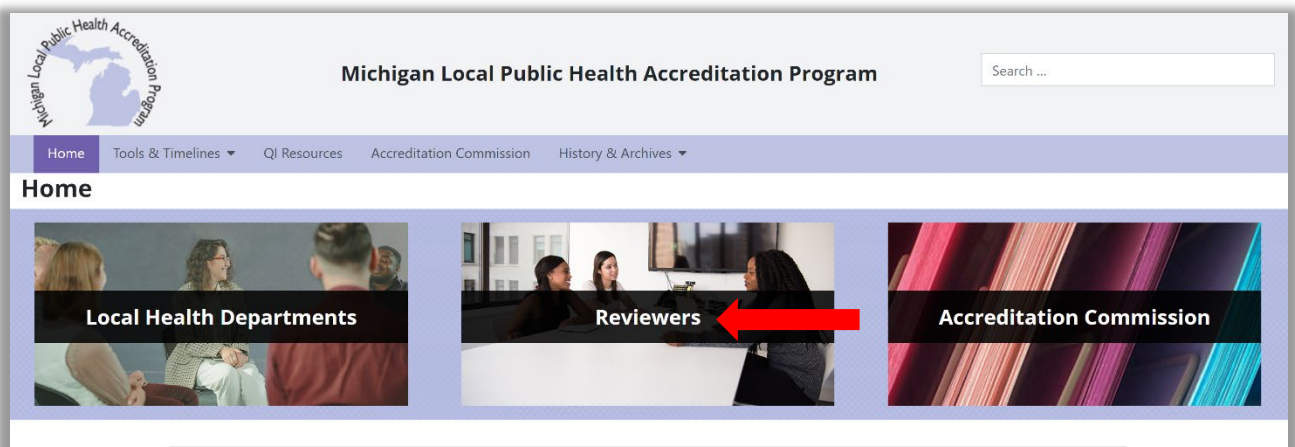 Michigan Local Public Health Accreditation Program
Michigan Local Public Health Accreditation Program
Search ...
Home
Tools & Timelines
QI Resources
Accreditation Commission
History & Archives
Home
Local Health Departments
Reviewers
Accreditation Commission